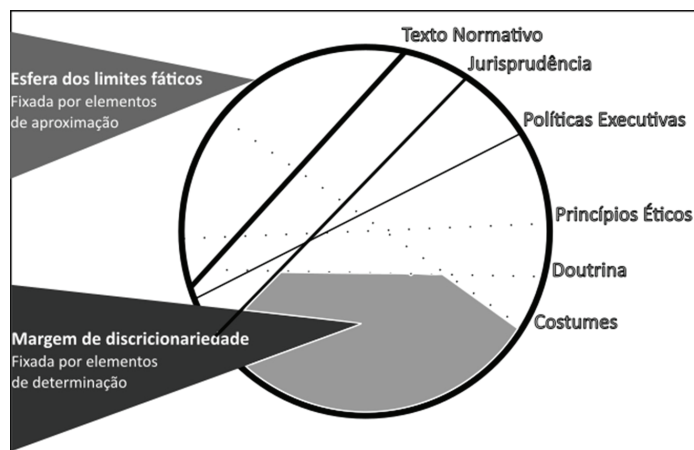 Texto Normativo
Jurisprudência
Esfera dos limites fáticos
Fixada por elementos
de aproximação
Políticas Executivas
Princípios Éticos
Doutrina
Costumes
Margem de discricionariedade
Fixada por elementos
de determinação